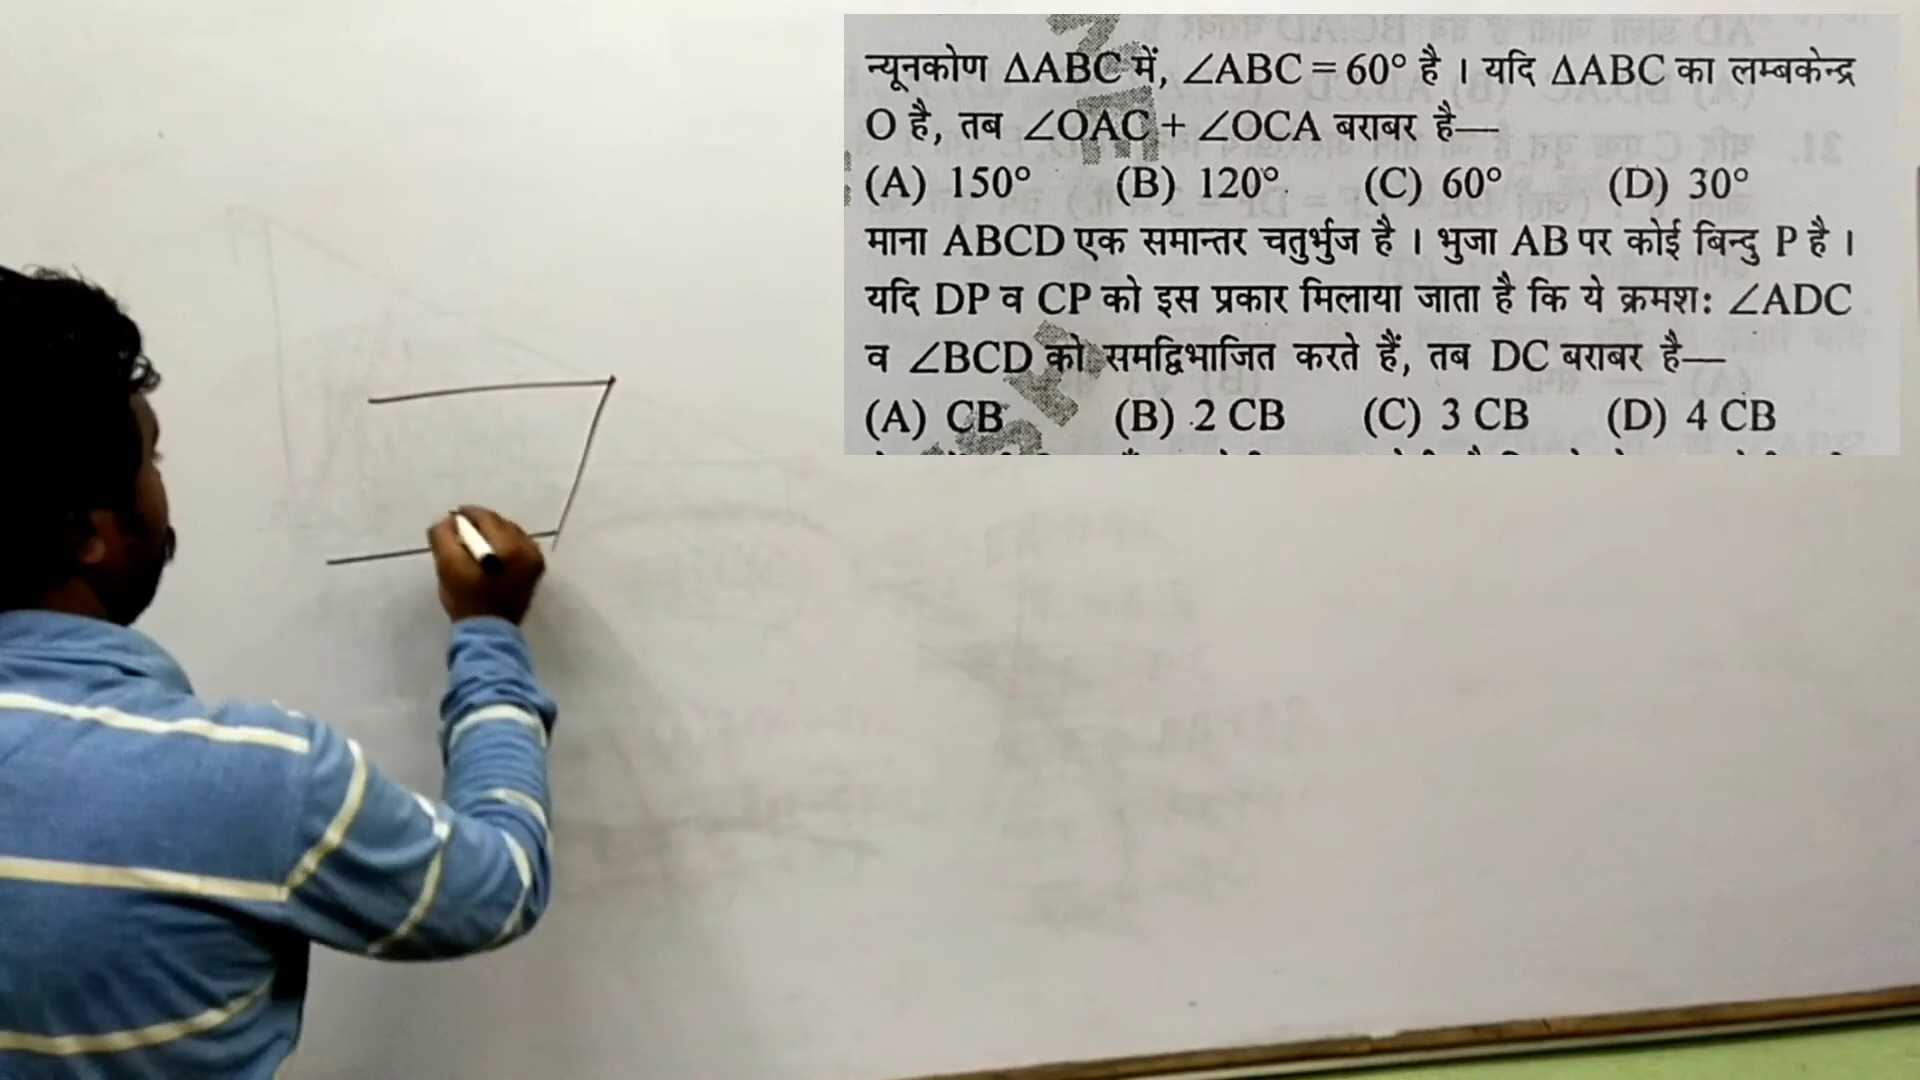 न्यूनकोण ΔABC में, ∠ABC = 60° है । यदि ΔABC का लम्बकेन्द्र
O है, तब ∠OAC + ∠OCA बराबर है—
(A) 150° (B) 120° (C) 60° (D) 30°
माना ABCD एक समान्तर चतुर्भुज है । भुजा AB पर कोई बिन्दु P है ।
यदि DP व CP को इस प्रकार मिलाया जाता है कि ये क्रमश: ∠ADC
व ∠BCD को समद्विभाजित करते हैं, तब DC बराबर है—
(A) CB (B) 2 CB (C) 3 CB (D) 4 CB